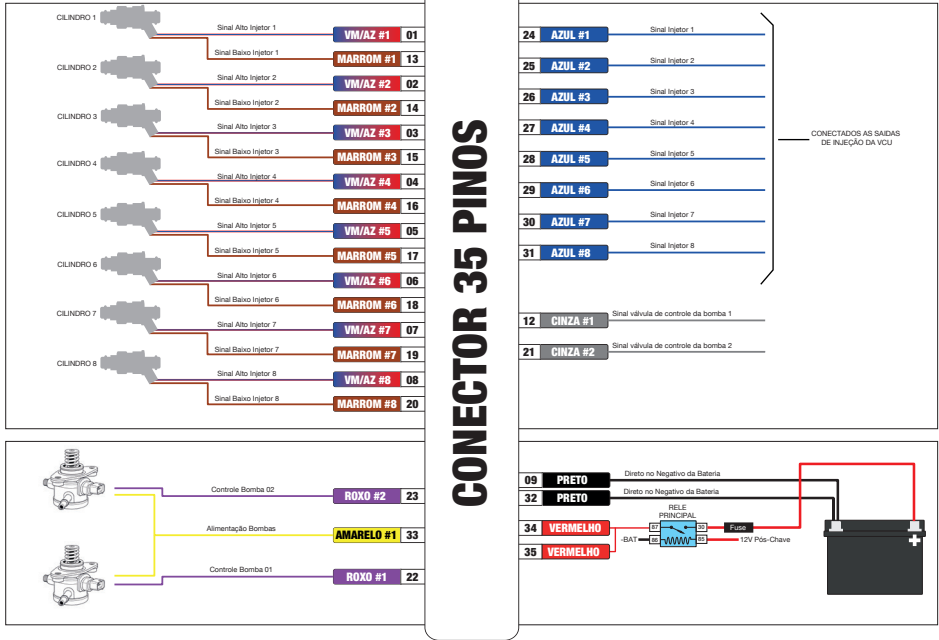 CILINDRO 1
Sinal Alto Injetor 1
VM/AZ #1 01
Sinal Baixo Injetor 1
MARROM #1 13
CILINDRO 2
Sinal Alto Injetor 2
VM/AZ #2 02
Sinal Baixo Injetor 2
MARROM #2 14
CILINDRO 3
Sinal Alto Injetor 3
VM/AZ #3 03
Sinal Baixo Injetor 3
MARROM #3 15
CILINDRO 4
Sinal Alto Injetor 4
VM/AZ #4 04
Sinal Baixo Injetor 4
MARROM #4 16
CILINDRO 5
Sinal Alto Injetor 5
VM/AZ #5 05
Sinal Baixo Injetor 5
MARROM #5 17
CILINDRO 6
Sinal Alto Injetor 6
VM/AZ #6 06
Sinal Baixo Injetor 6
MARROM #6 18
CILINDRO 7
Sinal Alto Injetor 7
VM/AZ #7 07
Sinal Baixo Injetor 7
MARROM #7 19
CILINDRO 8
Sinal Alto Injetor 8
VM/AZ #8 08
Sinal Baixo Injetor 8
MARROM #8 20
CONECTOR 35 PINOS
24 AZUL #1
Sinal Injetor 1
25 AZUL #2
Sinal Injetor 2
26 AZUL #3
Sinal Injetor 3
27 AZUL #4
Sinal Injetor 4
28 AZUL #5
Sinal Injetor 5
29 AZUL #6
Sinal Injetor 6
30 AZUL #7
Sinal Injetor 7
31 AZUL #8
Sinal Injetor 8
CONECTADOS AS SAIDAS
DE INJEÇÃO DA VCU
12 CINZA #1
Sinal válvula de controle da bomba 1
21 CINZA #2
Sinal válvula de controle da bomba 2
Controle Bomba 02
ROXO #2 23
Alimentação Bombas
AMARELO #1 33
Controle Bomba 01
ROXO #1 22
09 PRETO
Direto no Negativo da Bateria
32 PRETO
Direto no Negativo da Bateria
34 VERMELHO
35 VERMELHO
RELE
PRINCIPAL
87
30
Fuse
-BAT
86
85
12V Pós-Chave
+